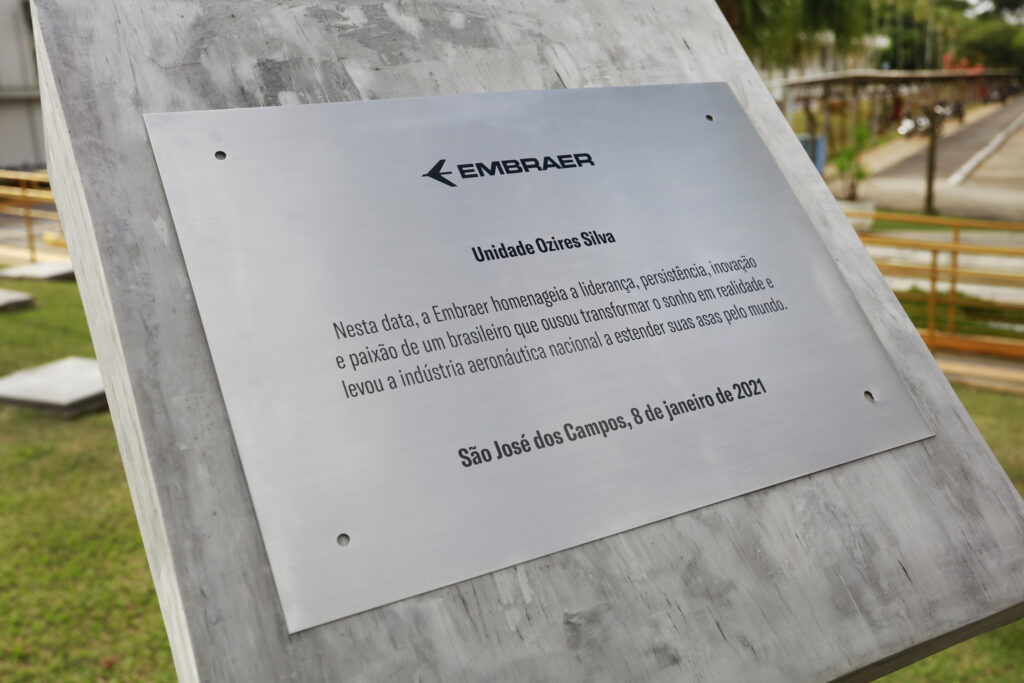 EMBRAER
Unidade Ozires Silva
Nesta data, a Embraer homenageia a liderança, persistência, inovação
e paixão de um brasileiro que ousou transformar o sonho em realidade e
levou a indústria aeronáutica nacional a estender suas asas pelo mundo.
São José dos Campos, 8 de janeiro de 2021